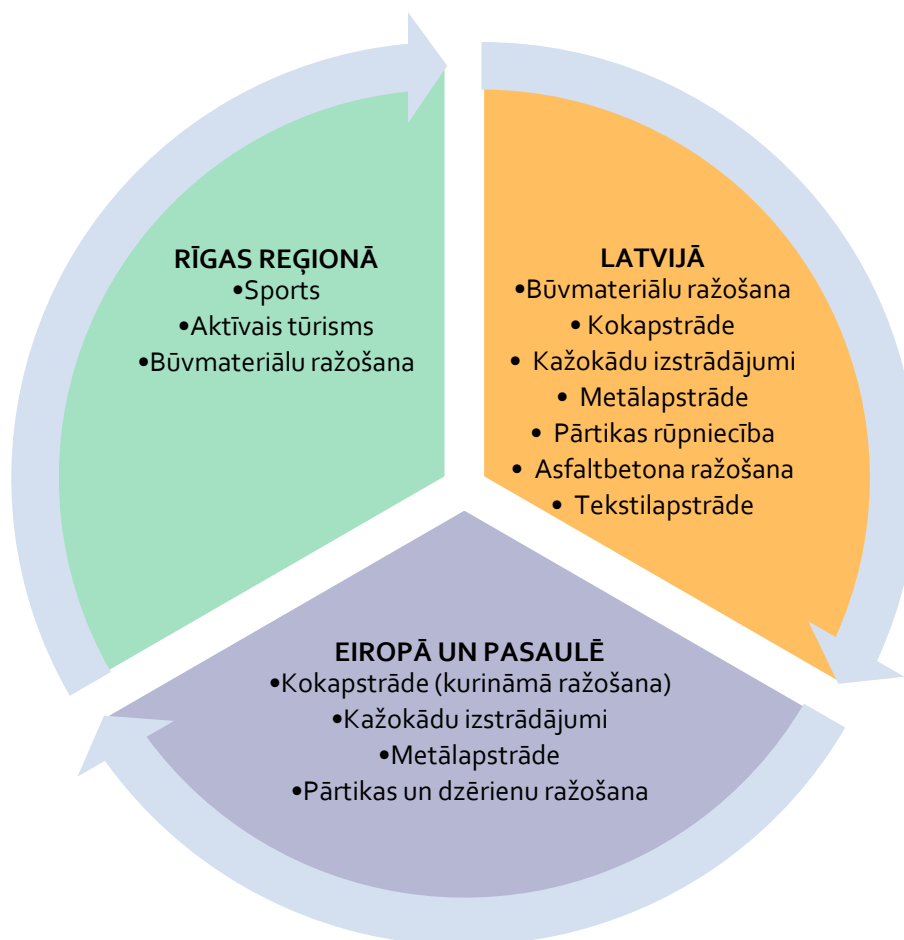 RĪGAS REĢIONĀ
•Sports
•Aktīvais tūrisms
•Būvmateriālu ražošana
LATVIJĀ
•Būvmateriālu ražošana
• Kokapstrāde
• Kažokādu izstrādājumi
• Metālapstrāde
• Pārtikas rūpniecība
• Asfaltbetona ražošana
• Tekstilapstrāde
EIROPĀ UN PASAULĒ
•Kokapstrāde (kurināmā ražošana)
•Kažokādu izstrādājumi
•Metālapstrāde
•Pārtikas un dzērienu ražošana